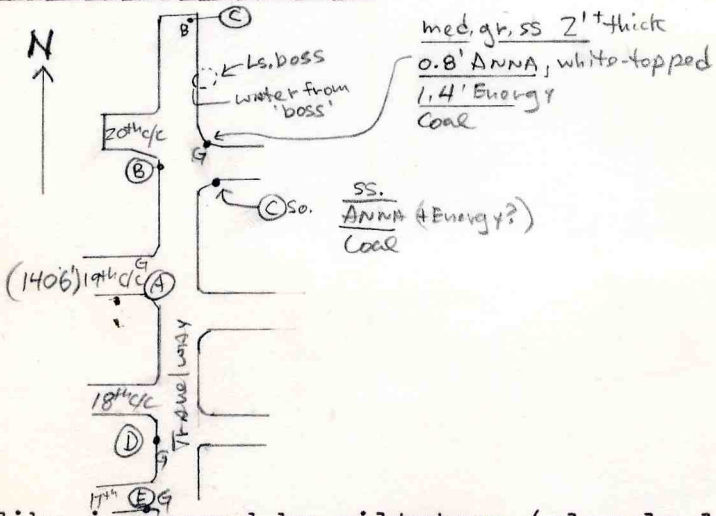 N
B
C
Ls. boss
water from
'boss'
med. gr. ss 2'+ thick
0.8' ANNA, white-topped
1.4' Energy
Coal
20th c/c
G
B
C so.
ss.
ANNA (+Energy?)
Coal
(1406') 19th c/c G
A
Travelway
18th c/c
D
G
17th
E G